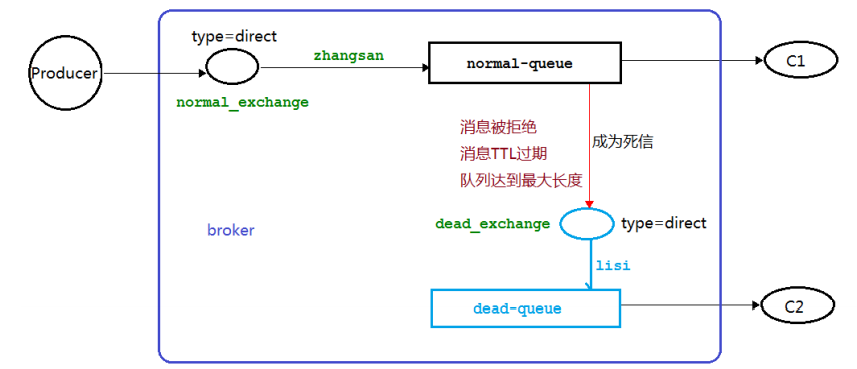 type=direct
zhangsan
Producer
normal-queue
C1
normal_exchange
消息被拒绝
消息TTL过期
队列达到最大长度
成为死信
dead_exchange
type=direct
broker
lisi
dead-queue
C2